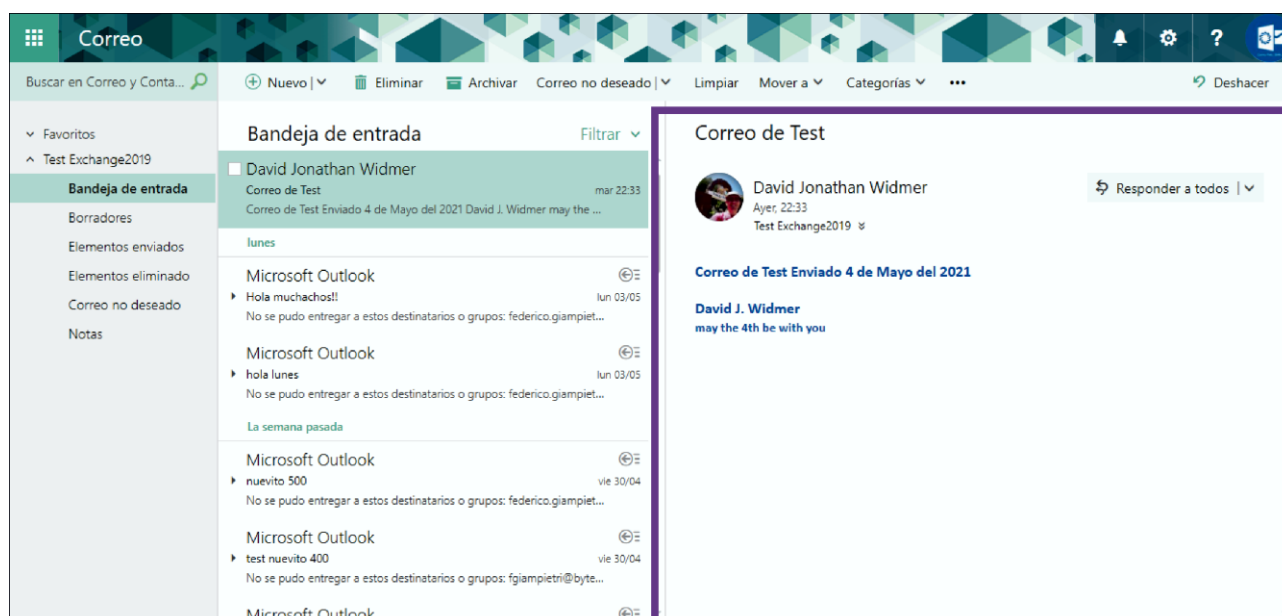 Correo
?
Buscar en Correo y Conta...
Nuevo
Eliminar
Archivar
Correo no deseado
Limpiar
Mover a
Categorías
•••
Deshacer
Favoritos
Test Exchange2019
Bandeja de entrada
Borradores
Elementos enviados
Elementos eliminado
Correo no deseado
Notas
Bandeja de entrada
Filtrar
David Jonathan Widmer
Correo de Test
mar 22:33
Correo de Test Enviado 4 de Mayo del 2021 David J. Widmer may the ...
lunes
Microsoft Outlook
Hola muchachos!!
lun 03/05
No se pudo entregar a estos destinatarios o grupos: federico.giampiet...
Microsoft Outlook
hola lunes
lun 03/05
No se pudo entregar a estos destinatarios o grupos: federico.giampiet...
La semana pasada
Microsoft Outlook
nuevito 500
vie 30/04
No se pudo entregar a estos destinatarios o grupos: federico.giampiet...
Microsoft Outlook
test nuevito 400
vie 30/04
No se pudo entregar a estos destinatarios o grupos: fgiampietri@byte...
Microsoft Outlook
Correo de Test
David Jonathan Widmer
Ayer, 22:33
Test Exchange2019
Responder a todos
Correo de Test Enviado 4 de Mayo del 2021
David J. Widmer
may the 4th be with you